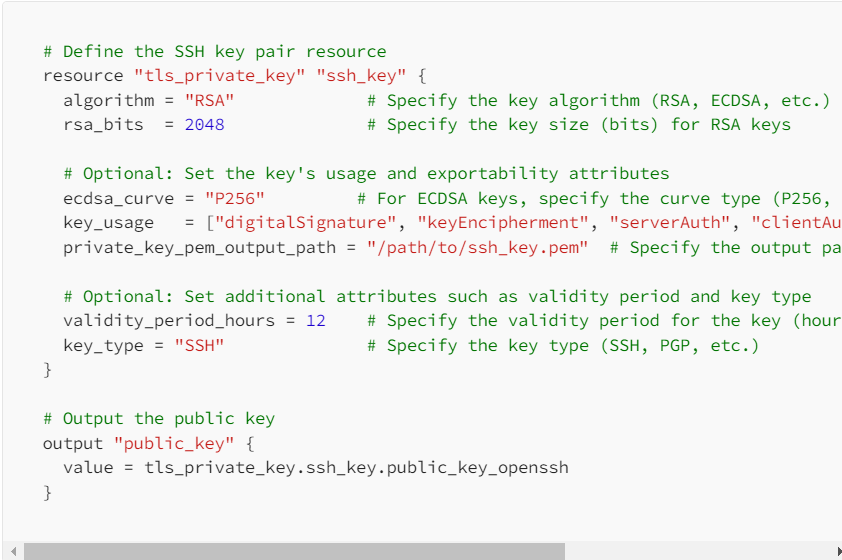 # Define the SSH key pair resource
resource "tls_private_key" "ssh_key" {
  algorithm = "RSA"             # Specify the key algorithm (RSA, ECDSA, etc.)
  rsa_bits  = 2048              # Specify the key size (bits) for RSA keys

  # Optional: Set the key's usage and exportability attributes
  ecdsa_curve = "P256"         # For ECDSA keys, specify the curve type (P256,
  key_usage   = ["digitalSignature", "keyEncipherment", "serverAuth", "clientAu
  private_key_pem_output_path = "/path/to/ssh_key.pem"  # Specify the output pa

  # Optional: Set additional attributes such as validity period and key type
  validity_period_hours = 12    # Specify the validity period for the key (hour
  key_type = "SSH"              # Specify the key type (SSH, PGP, etc.)
}

# Output the public key
output "public_key" {
  value = tls_private_key.ssh_key.public_key_openssh
}